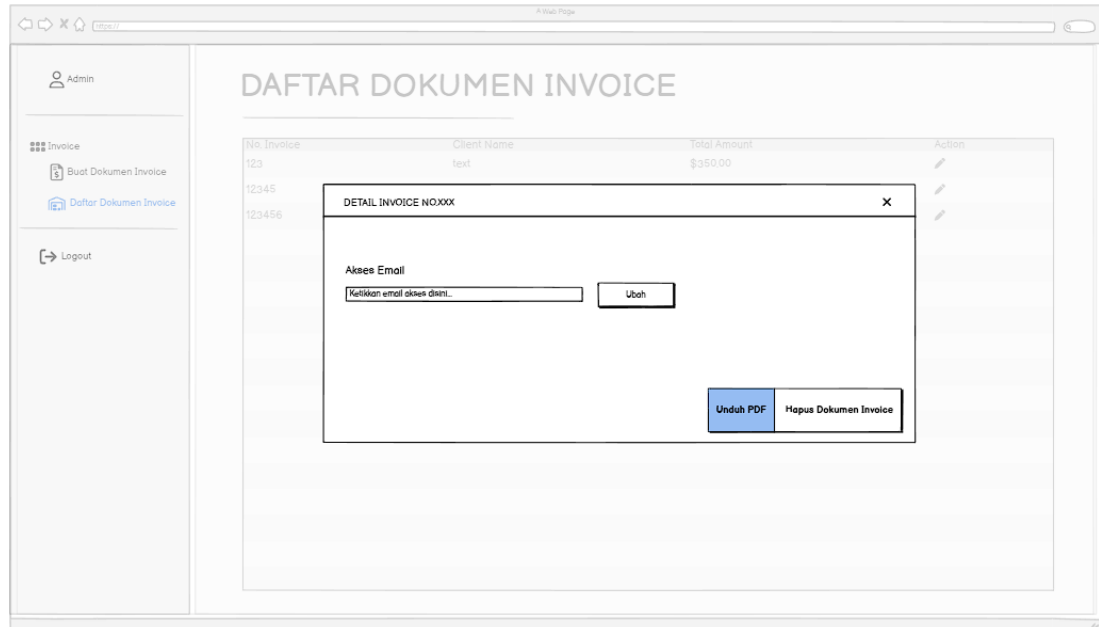 A Web Page
https://
Admin
Invoice
Buat Dokumen Invoice
Daftar Dokumen Invoice
Logout
DAFTAR DOKUMEN INVOICE
No. Invoice Client Name Total Amount Action
123 text $350,00
12345
123456
DETAIL INVOICE NO.XXX X
Akses Email
Ketikkan email akses disini...
Ubah
Unduh PDF Hapus Dokumen Invoice